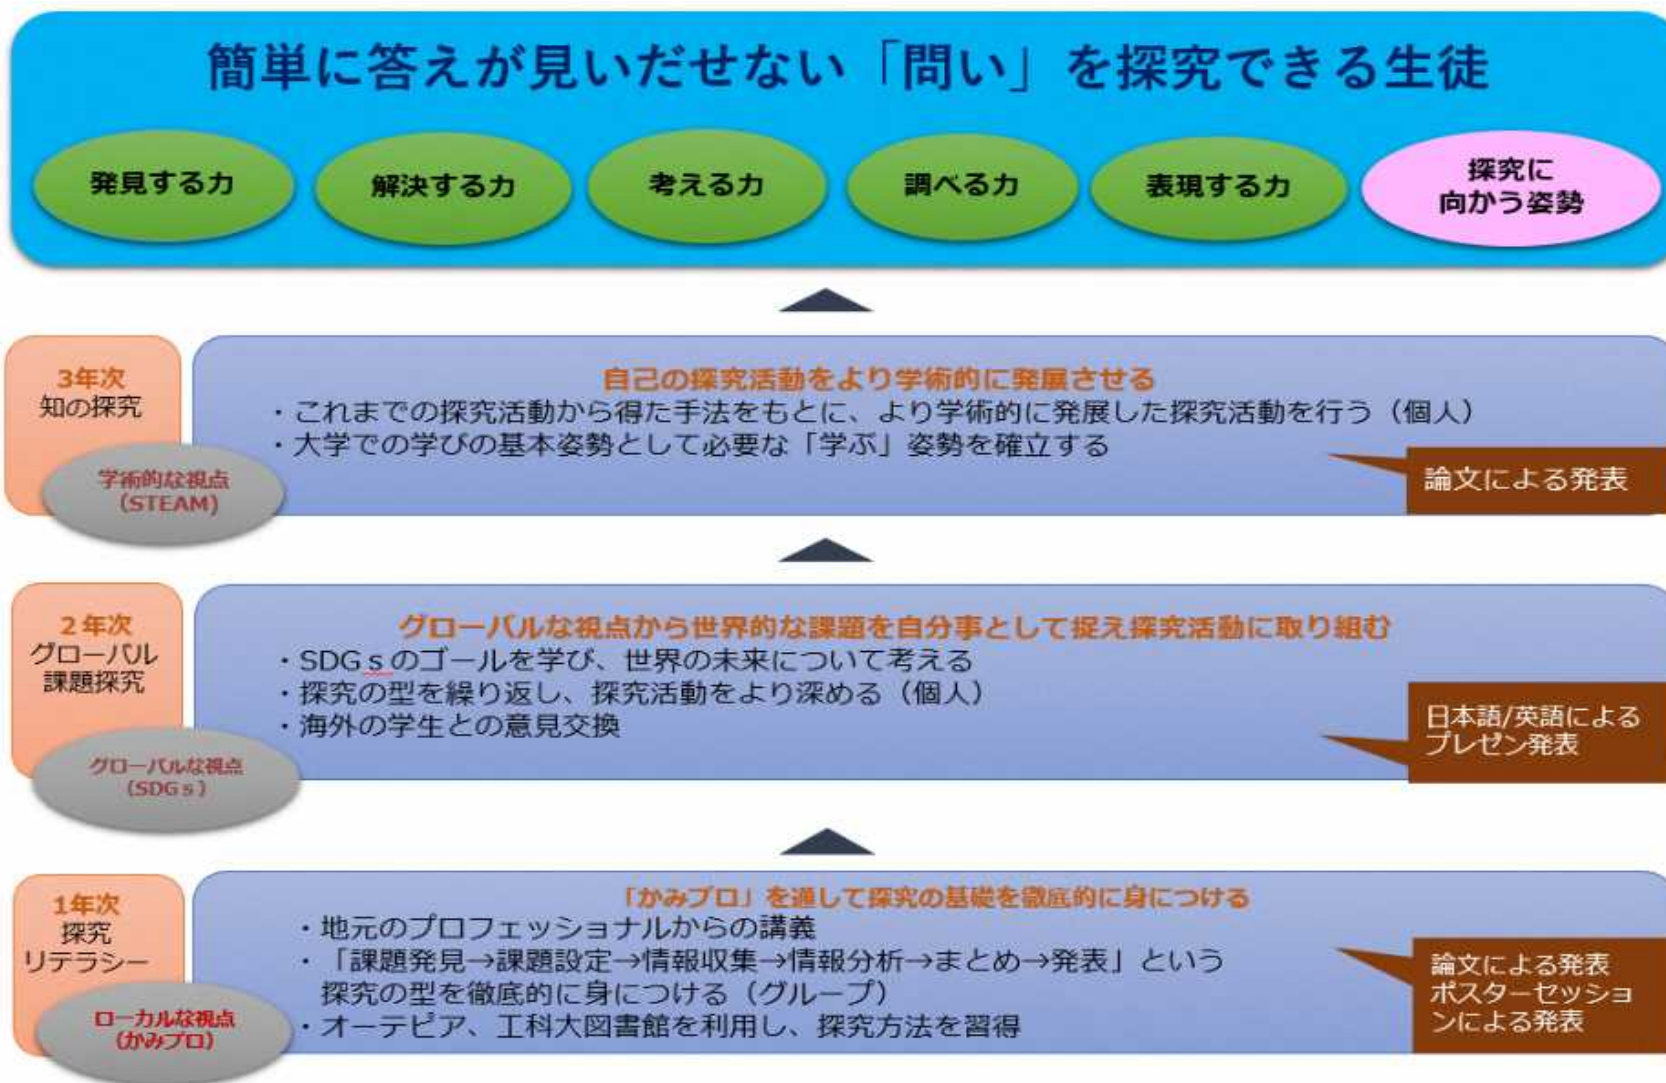 簡単に答えが見いだせない「問い」を探究できる生徒
発見する力
解決する力
考える力
調べる力
表現する力
探究に
向かう姿勢
3年次
知の探究
学術的な視点
(STEAM)
自己の探究活動をより学術的に発展させる
・これまでの探究活動から得た手法をもとに、より学術的に発展した探究活動を行う（個人）
・大学での学びの基本姿勢として必要な「学ぶ」姿勢を確立する
論文による発表
２年次
グローバル
課題探究
グローバルな視点
(SDGｓ)
グローバルな視点から世界的な課題を自分事として捉え探究活動に取り組む
・SDGｓのゴールを学び、世界の未来について考える
・探究の型を繰り返し、探究活動をより深める（個人）
・海外の学生との意見交換
日本語/英語による
プレゼン発表
1年次
探究
リテラシー
ローカルな視点
(かみプロ)
「かみプロ」を通して探究の基礎を徹底的に身につける
・地元のプロフェッショナルからの講義
・「課題発見→課題設定→情報収集→情報分析→まとめ→発表」という
探究の型を徹底的に身につける（グループ）
・オーテピア、工科大図書館を利用し、探究方法を習得
論文による発表
ポスターセッショ
ンによる発表